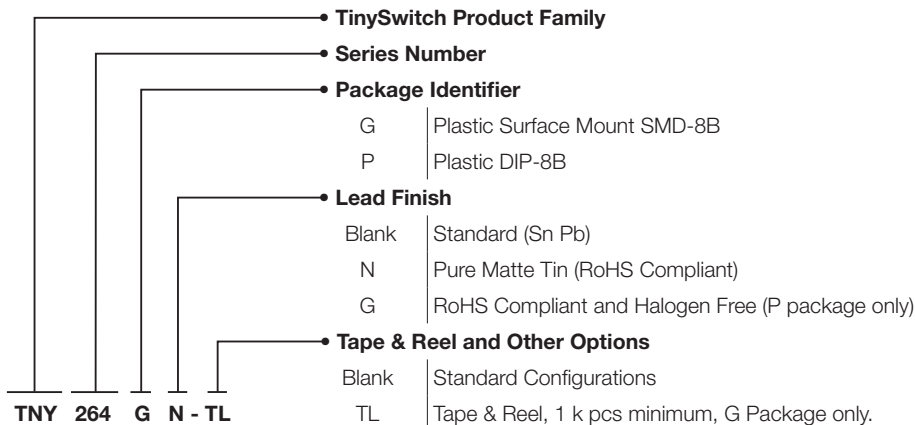 TinySwitch Product Family
Series Number
Package Identifier
G Plastic Surface Mount SMD-8B
P Plastic DIP-8B
Lead Finish
Blank Standard (Sn Pb)
N Pure Matte Tin (RoHS Compliant)
G RoHS Compliant and Halogen Free (P package only)
Tape & Reel and Other Options
Blank Standard Configurations
TNY 264 G N - TL TL Tape & Reel, 1 k pcs minimum, G Package only.